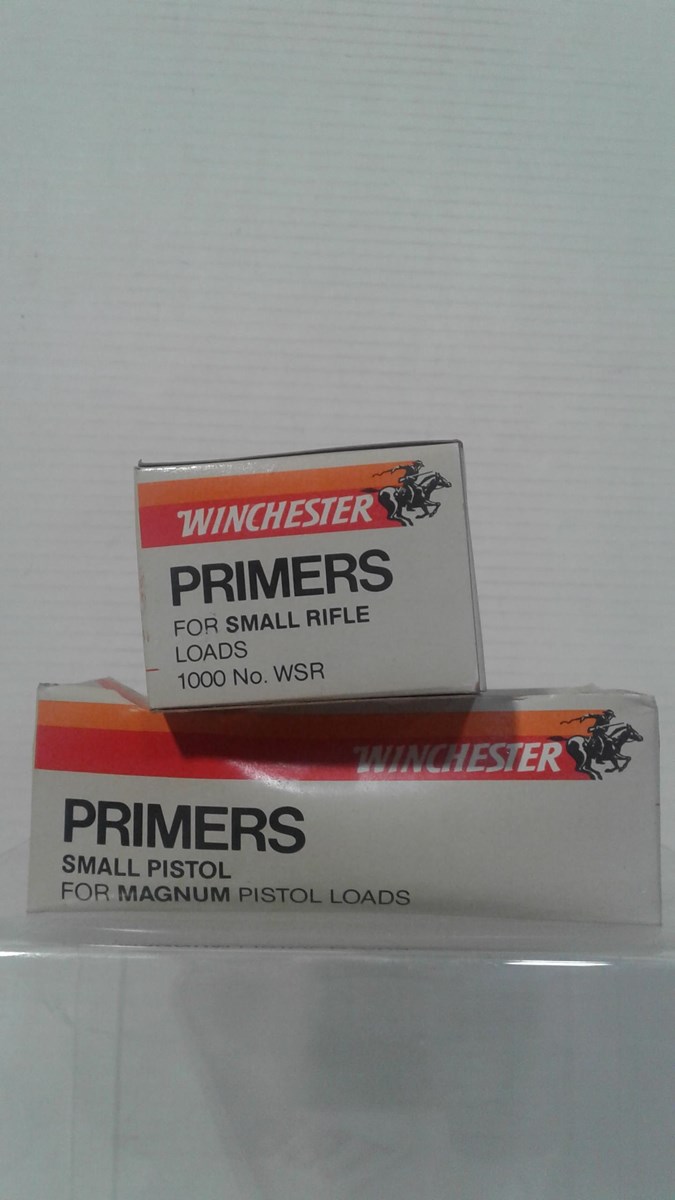 WINCHESTER
PRIMERS
FOR SMALL RIFLE
LOADS
1000 No. WSR
WINCHESTER
PRIMERS
SMALL PISTOL
FOR MAGNUM PISTOL LOADS